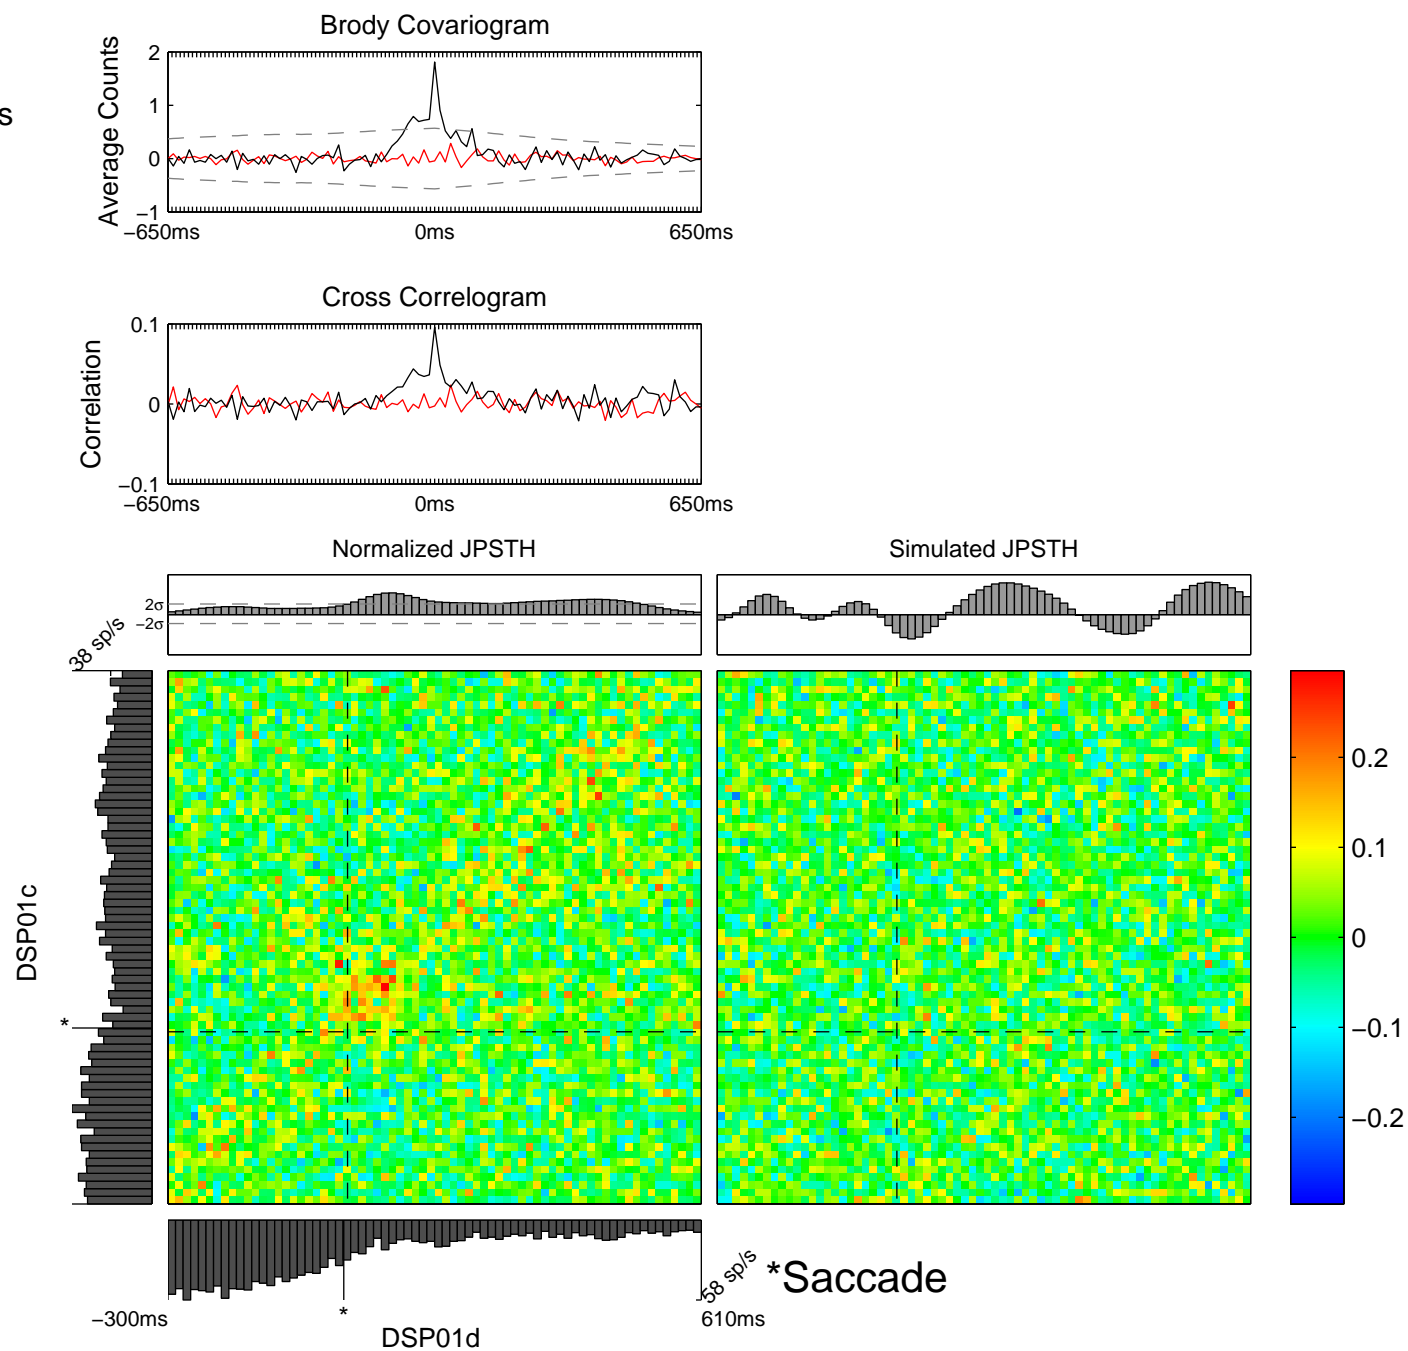 Brody Covariogram
s
Average Counts
2
1
0
−1
−650ms 0ms 650ms
Cross Correlogram
Correlation
0.1
0
−0.1
−650ms 0ms 650ms
Normalized JPSTH Simulated JPSTH
2σ
−2σ
38 sp/s
DSP01c
*
0.2
0.1
0
−0.1
−0.2
58 sp/s
*Saccade
*
−300ms 610ms
DSP01d